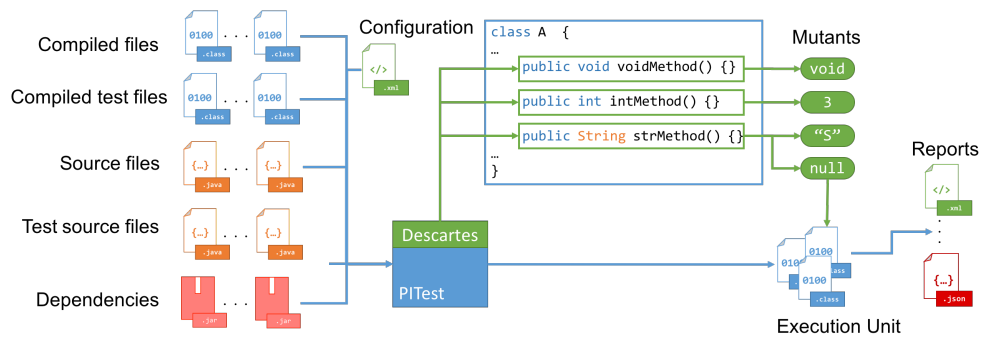 Compiled files
0100
.class
. . .
0100
.class
Compiled test files
0100
.class
. . .
0100
.class
Source files
{…}
.java
. . .
{…}
.java
Test source files
{…}
.java
. . .
{…}
.java
Dependencies
.jar
. . .
.jar
Configuration
</>
.xml
class A {
…
public void voidMethod() {}
public int intMethod() {}
public String strMethod() {}
…
}
Mutants
void
3
“S”
null
Descartes
PITest
0100
.class
010
0100
.class
Execution Unit
Reports
</>
.xml
.
.
.
{…}
.json